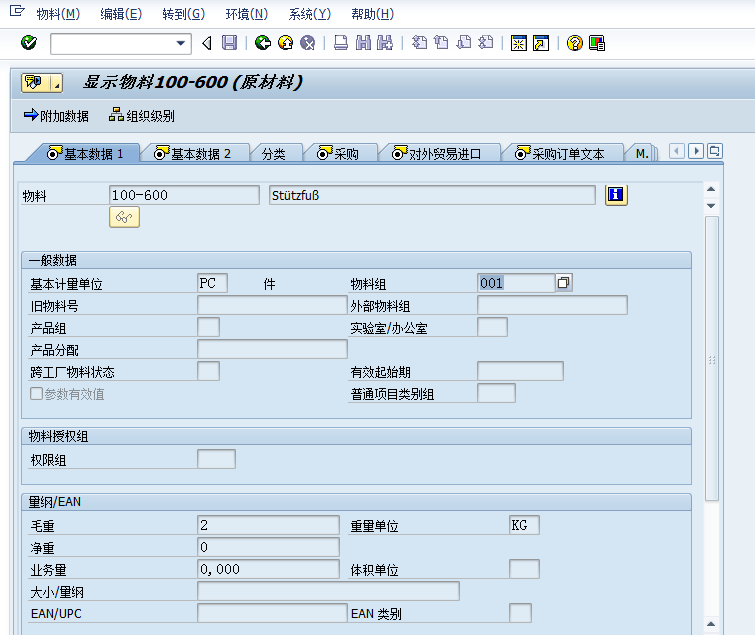 物料(M) 编辑(E) 转到(G) 环境(N) 系统(Y) 帮助(H)
显示物料100-600 (原材料)
附加数据 组织级别
基本数据 1 基本数据 2 分类 采购 对外贸易进口 采购订单文本 M.
物料 100-600 Stützfuß
一般数据
基本计量单位 PC 件 物料组 001
旧物料号 外部物料组
产品组 实验室/办公室
产品分配
跨工厂物料状态 有效起始期
参数有效值 普通项目类别组
物料授权组
权限组
量纲/EAN
毛重 2 重量单位 KG
净重 0
业务量 0,000 体积单位
大小/量纲
EAN/UPC EAN 类别